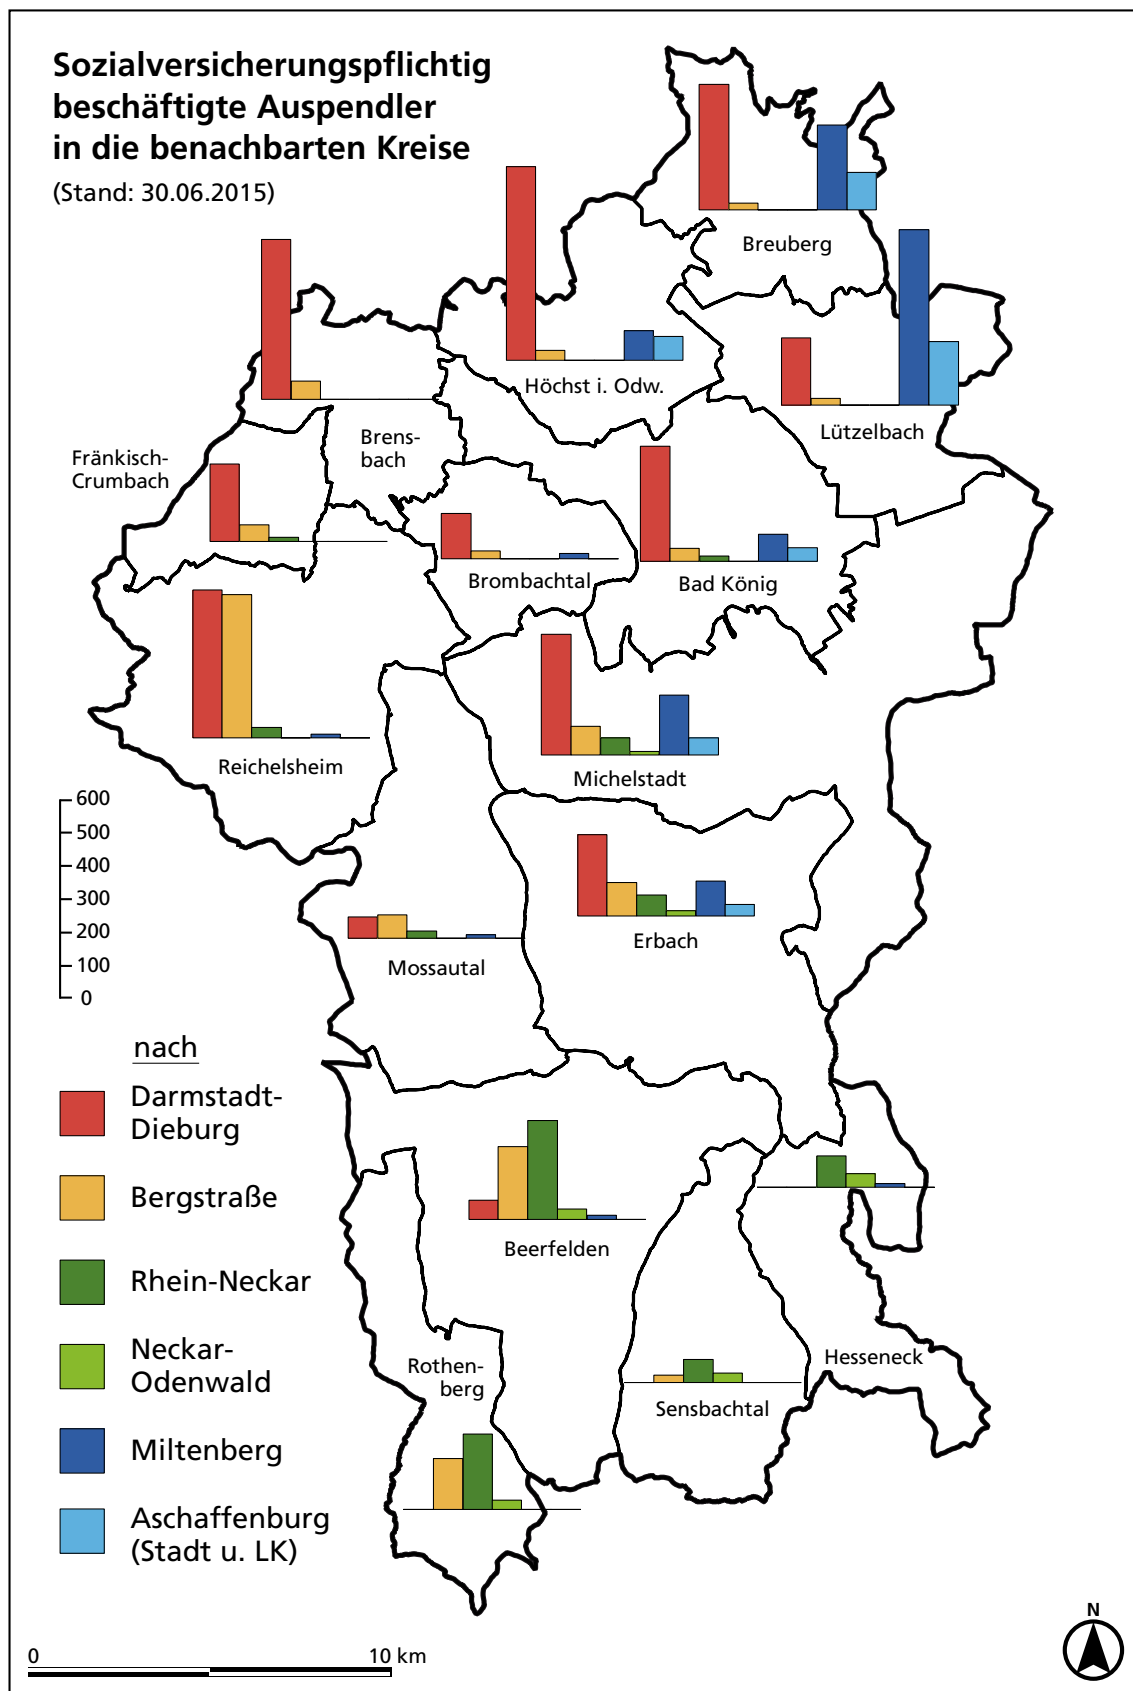 Sozialversicherungspflichtig
beschäftigte Auspendler
in die benachbarten Kreise
(Stand: 30.06.2015)
Breuberg
Höchst i. Odw.
Lützelbach
Brens-
bach
Fränkisch-
Crumbach
Brombachtal
Bad König
Reichelsheim
Michelstadt
600
500
400
300
200
100
0
Erbach
Mossautal
nach
Darmstadt-
Dieburg
Bergstraße
Rhein-Neckar
Neckar-
Odenwald
Miltenberg
Aschaffenburg
(Stadt u. LK)
Beerfelden
Rothen-
berg
Hesseneck
Sensbachtal
0
10 km
N